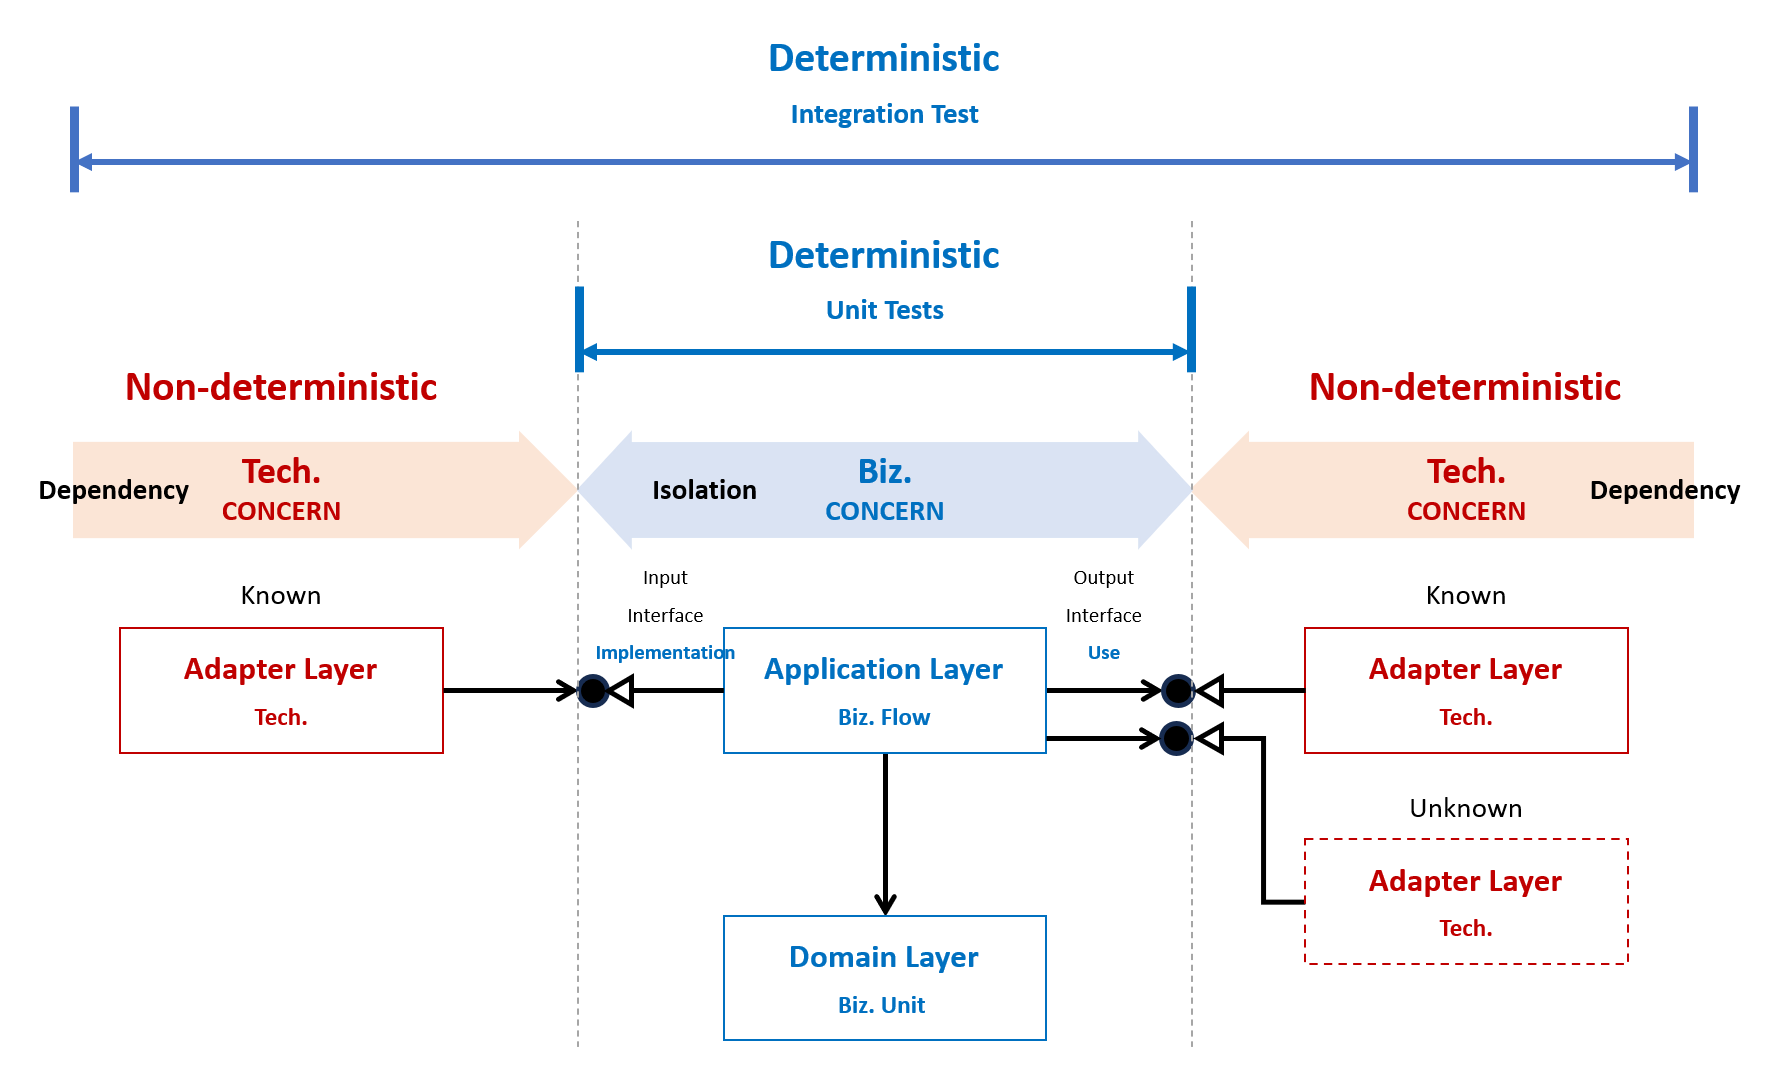 Deterministic
Integration Test
Deterministic
Unit Tests
Non-deterministic
Non-deterministic
Dependency
Tech.
CONCERN
Isolation
Biz.
CONCERN
Tech.
CONCERN
Dependency
Known
Input
Interface
Implementation
Output
Interface
Use
Known
Adapter Layer
Tech.
Application Layer
Biz. Flow
Adapter Layer
Tech.
Unknown
Adapter Layer
Tech.
Domain Layer
Biz. Unit